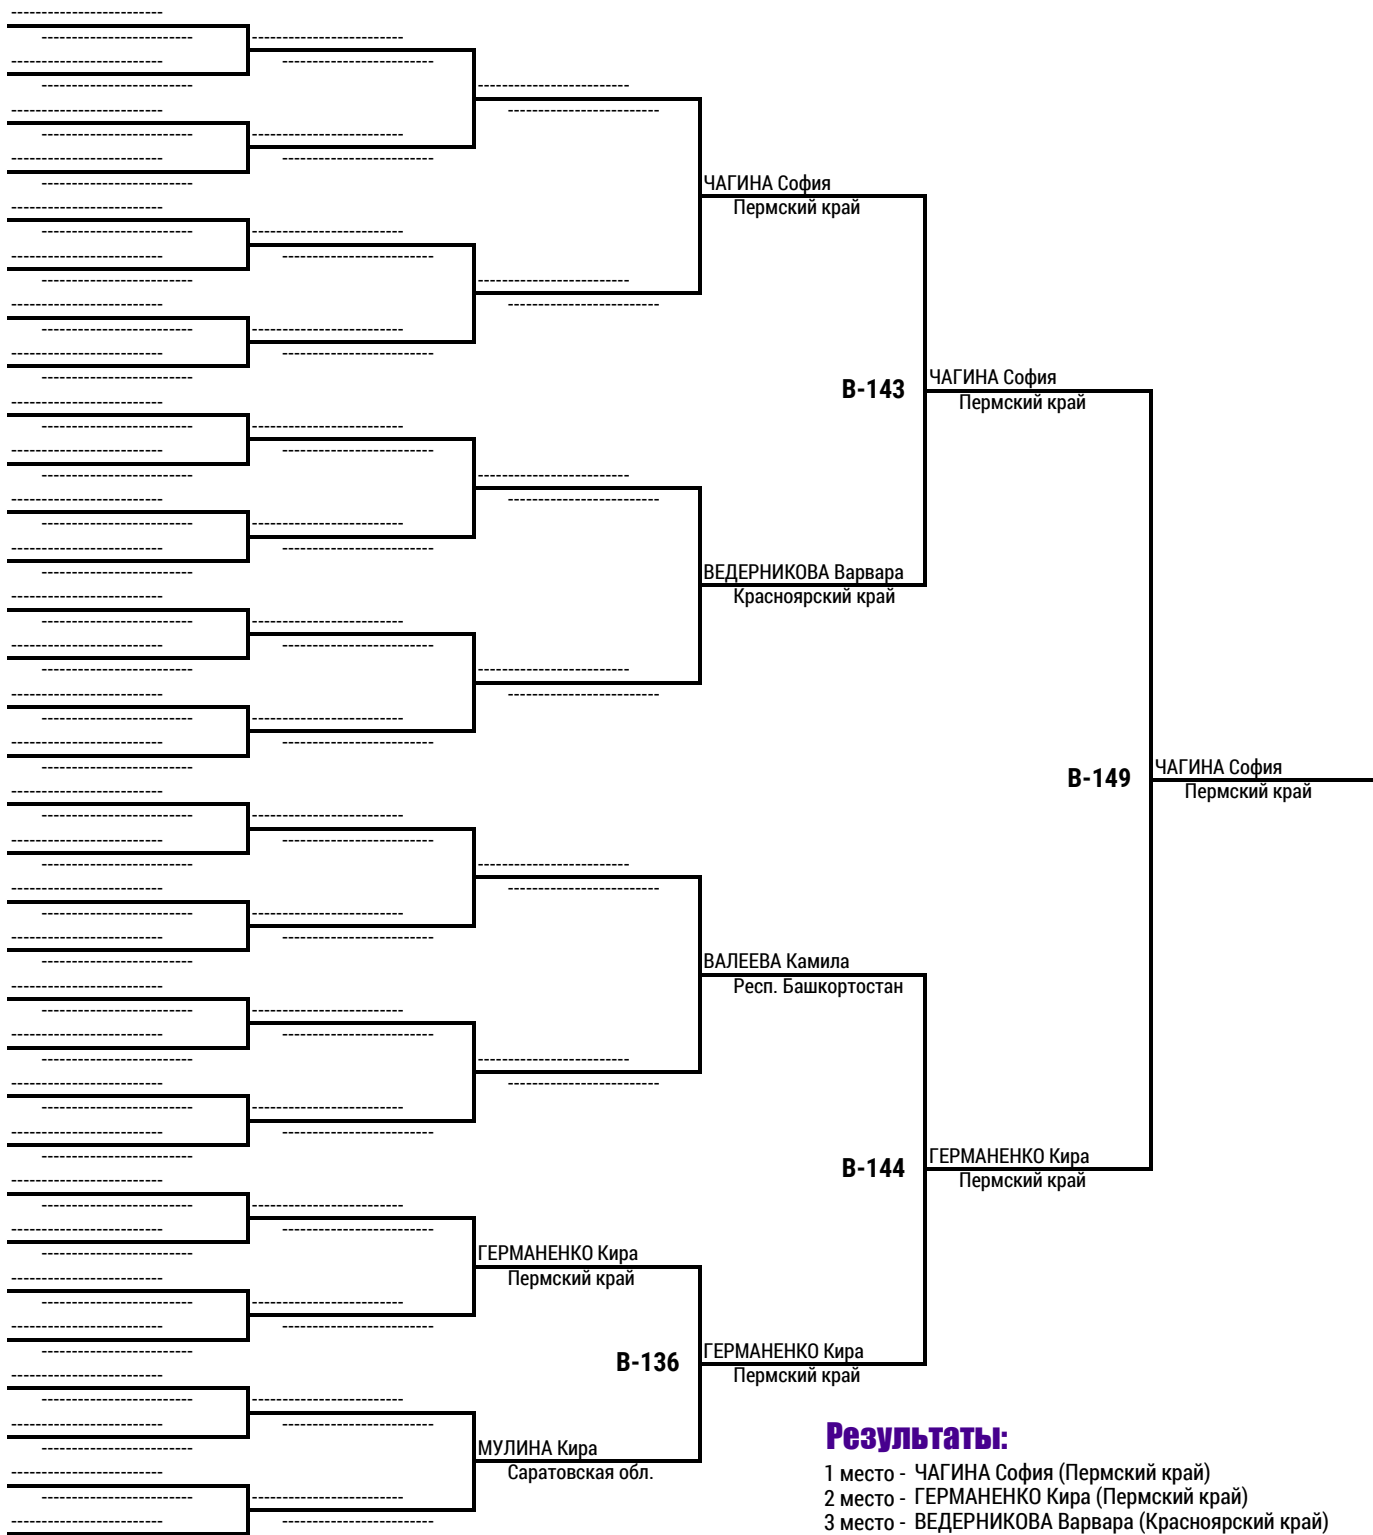 ЧАГИНА София
Пермский край
B-143
ЧАГИНА София
Пермский край
ВЕДЕРНИКОВА Варвара
Красноярский край
B-149
ЧАГИНА София
Пермский край
ВАЛЕЕВА Камила
Респ. Башкортостан
B-144
ГЕРМАНЕНКО Кира
Пермский край
ГЕРМАНЕНКО Кира
Пермский край
B-136
ГЕРМАНЕНКО Кира
Пермский край
МУЛИНА Кира
Саратовская обл.
Результаты:
1 место - ЧАГИНА София (Пермский край)
2 место - ГЕРМАНЕНКО Кира (Пермский край)
3 место - ВЕДЕРНИКОВА Варвара (Красноярский край)